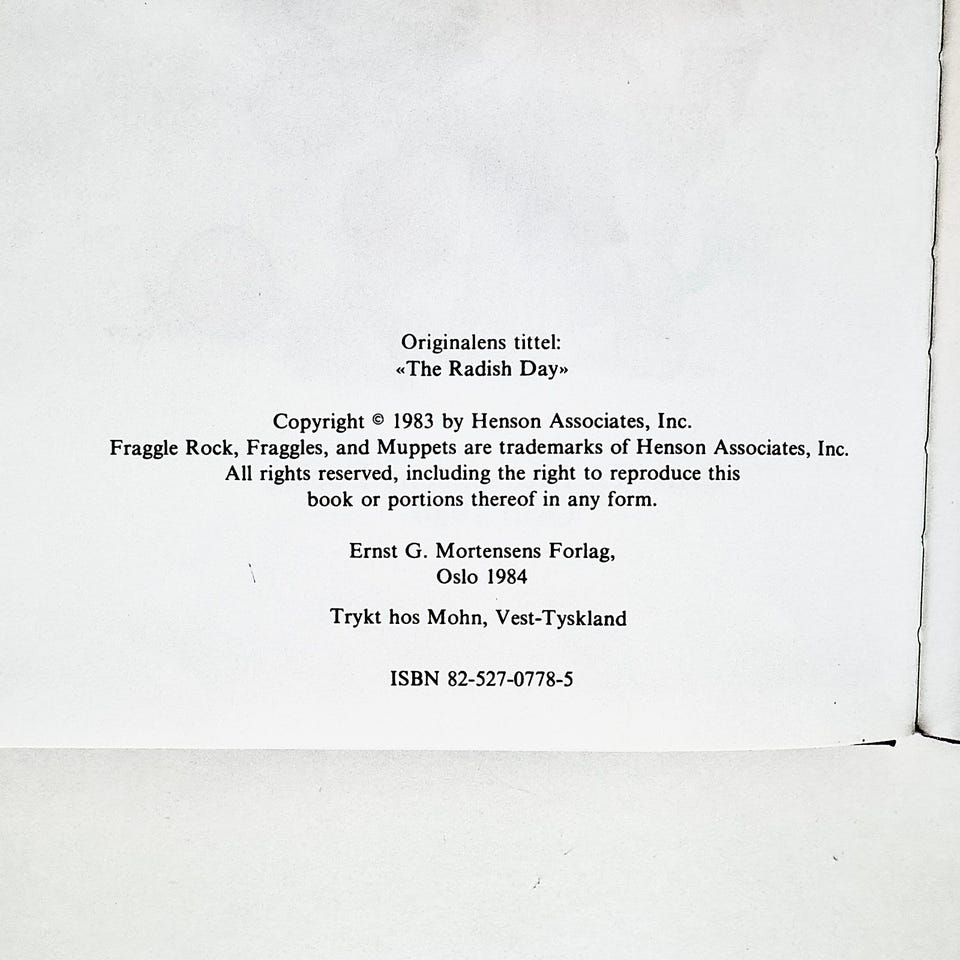 Originalens tittel:
«The Radish Day»
Copyright © 1983 by Henson Associates, Inc.
Fraggle Rock, Fraggles, and Muppets are trademarks of Henson Associates, Inc.
All rights reserved, including the right to reproduce this
book or portions thereof in any form.
Ernst G. Mortensens Forlag,
Oslo 1984
Trykt hos Mohn, Vest-Tyskland
ISBN 82-527-0778-5